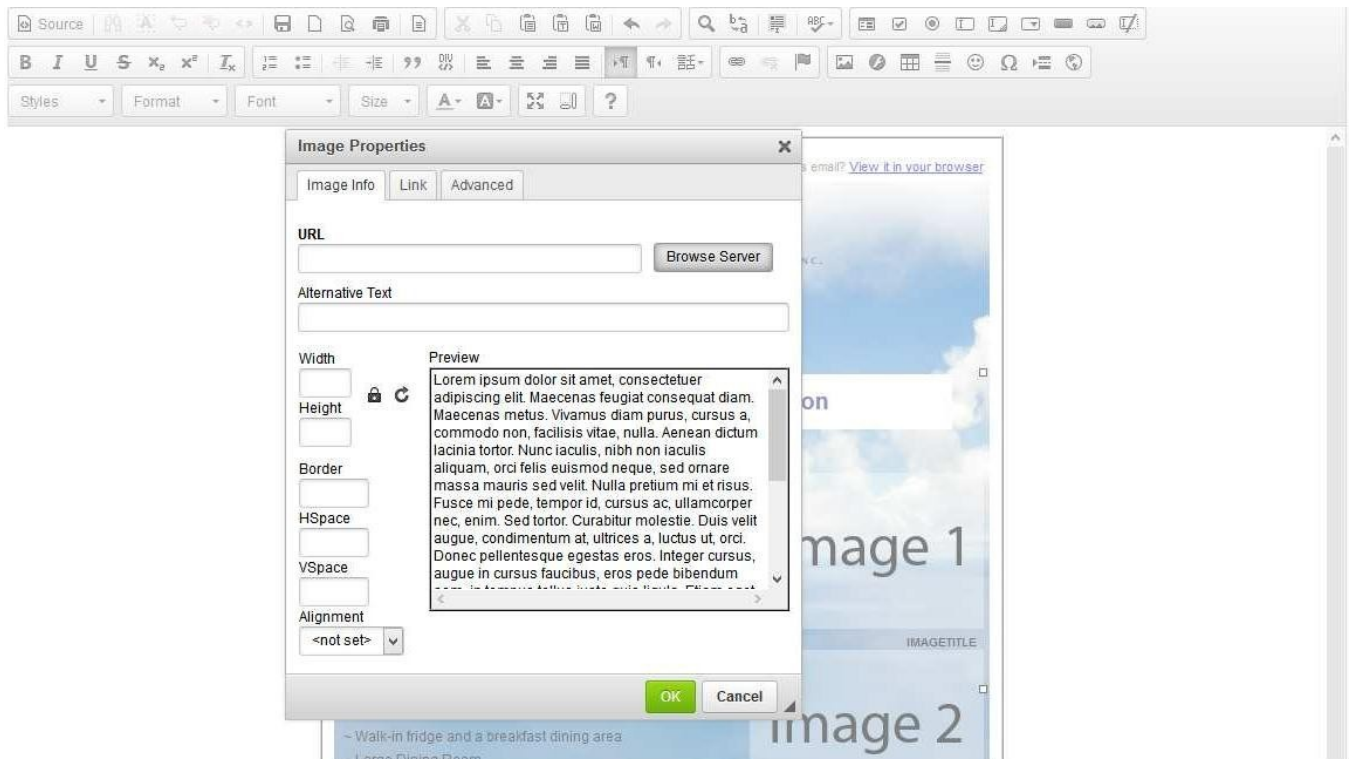 Source
Styles
Format
Font
Size
Image Properties
s email? View it in your browser
Image Info
Link
Advanced
URL
Browse Server
NC.
Alternative Text
Width
Preview
Lorem ipsum dolor sit amet, consectetuer
adipiscing elit. Maecenas feugiat consequat diam.
Maecenas metus. Vivamus diam purus, cursus a,
commodo non, facilisis vitae, nulla. Aenean dictum
lacinia tortor. Nunc iaculis, nibh non iaculis
aliquam, orci felis euismod neque, sed ornare
massa mauris sed velit. Nulla pretium mi et risus.
Fusce mi pede, tempor id, cursus ac, ullamcorper
nec, enim. Sed tortor. Curabitur molestie. Duis velit
augue, condimentum at, ultrices a, luctus ut, orci.
Donec pellentesque egestas eros. Integer cursus,
augue in cursus faucibus, eros pede bibendum
Height
Border
HSpace
VSpace
Alignment
<not set>
on
mage 1
IMAGETITLE
OK
Cancel
Image 2
~ Walk-in fridge and a breakfast dining area
Large Dining Room